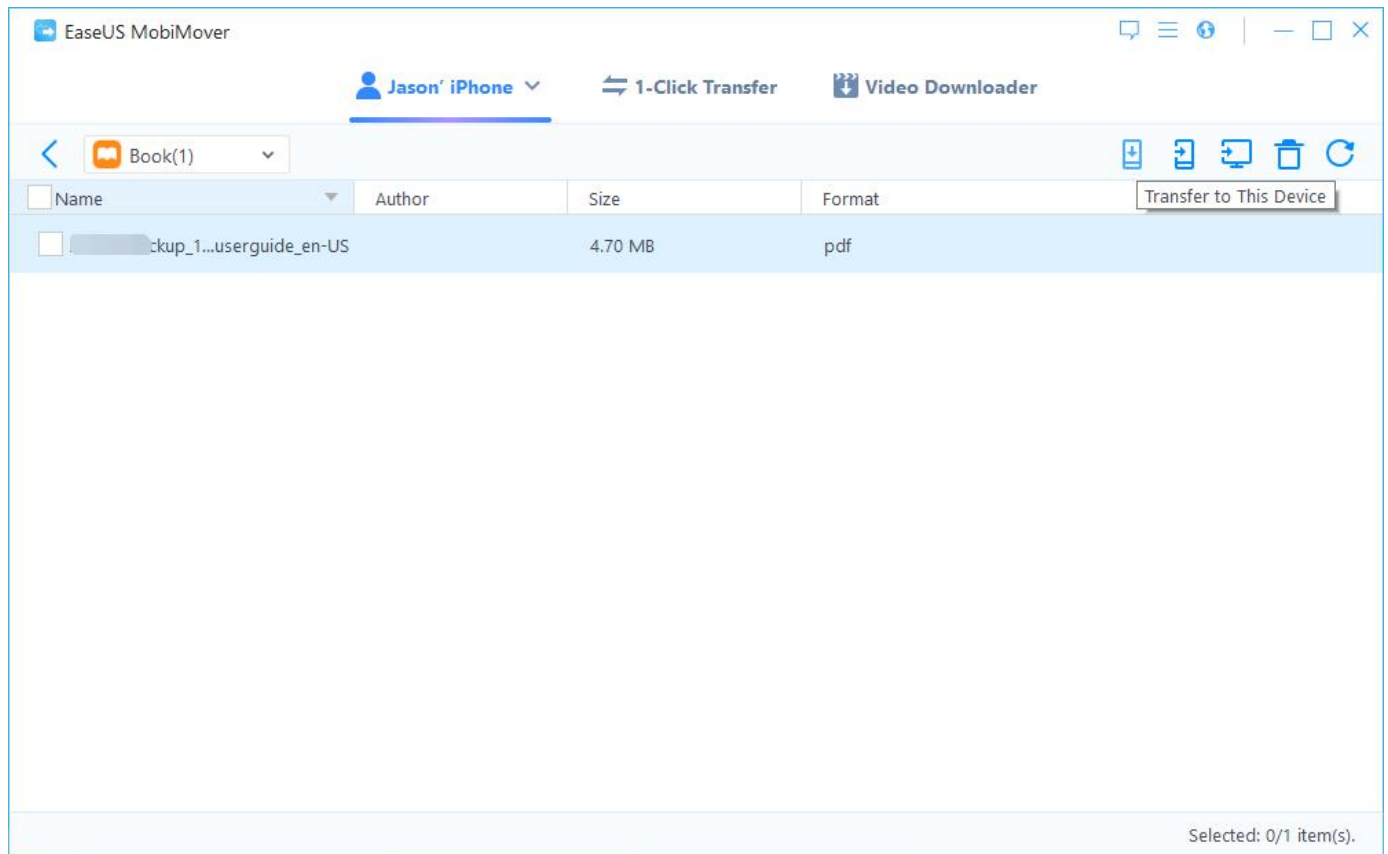 EaseUS MobiMover
Jason' iPhone 1-Click Transfer Video Downloader
Book(1)
Name Author Size Format
Transfer to This Device
ckup_1...userguide_en-US 4.70 MB pdf
Selected: 0/1 item(s).